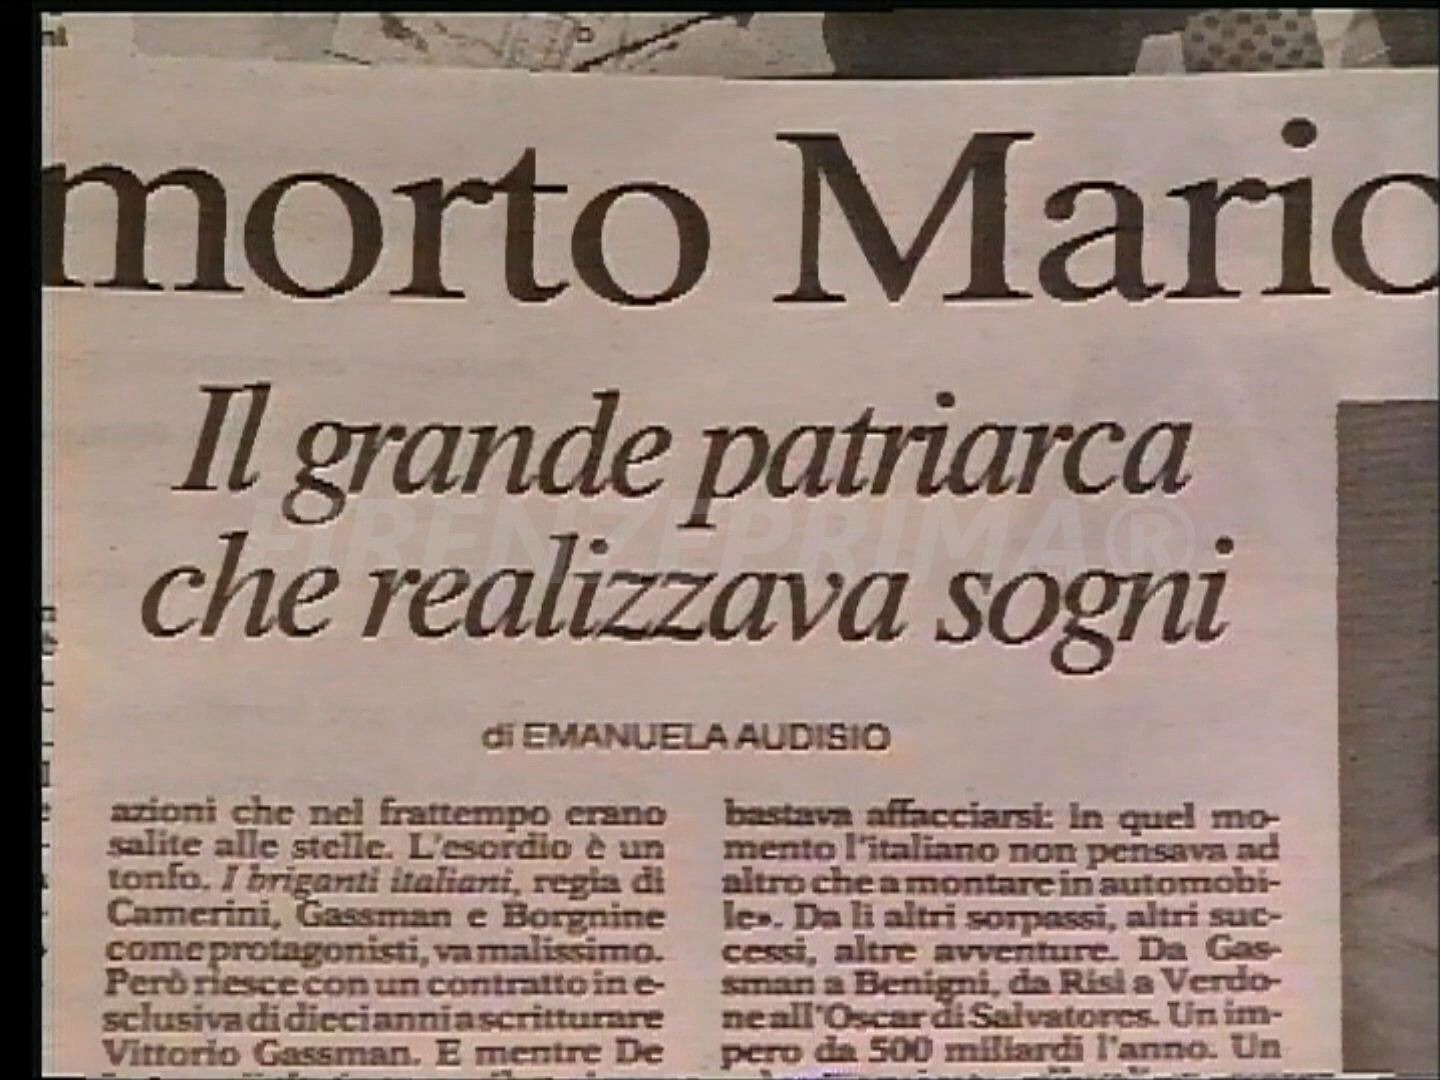 morto Mario
Il grande patriarca
che realizzava sogni
FIRENZEPRIMA®
di EMANUELA AUDISIO
azioni che nel frattempo erano
salite alle stelle. L'esordio è un
tonfo. I briganti italiani, regia di
Camerini, Gassman e Borgnine
come protagonisti, va malissimo.
Però riesce con un contratto in e-
sclusiva di dieci anni a scritturare
Vittorio Gassman. E mentre De
bastava affacciarsi: in quel mo-
mento l'italiano non pensava ad
altro che a montare in automobi-
le». Da lì altri sorpassi, altri suc-
cessi, altre avventure. Da Gas-
sman a Benigni, da Risi a Verdo-
ne all'Oscar di Salvatores. Un im-
pero da 500 miliardi l'anno. Un